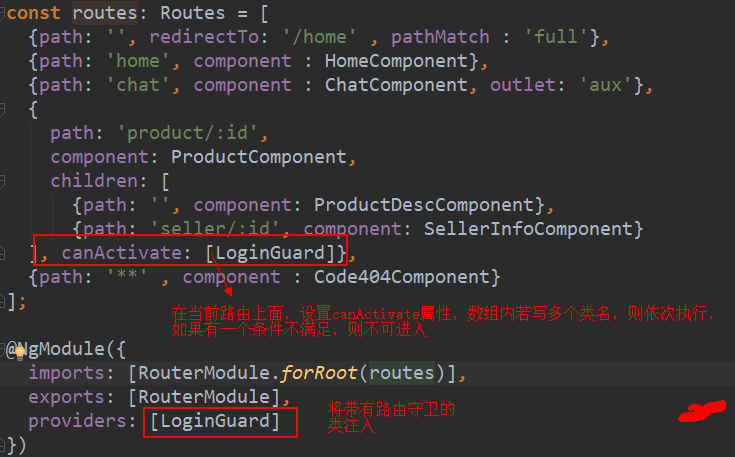 const routes: Routes = [
{path: '', redirectTo: '/home' , pathMatch : 'full'},
{path: 'home', component : HomeComponent},
{path: 'chat', component : ChatComponent, outlet: 'aux'},
{
path: 'product/:id',
component: ProductComponent,
children: [
{path: '', component: ProductDescComponent},
{path: 'seller/:id', component: SellerInfoComponent}
], canActivate: [LoginGuard]},
{path: '**' , component : Code404Component}
];
在当前路由上面，设置canActivate属性，数组内若写多个类名，则依次执行，
如果有一个条件不满足，则不可进入
@NgModule({
imports: [RouterModule.forRoot(routes)],
exports: [RouterModule],
providers: [LoginGuard]
})
将带有路由守卫的
类注入